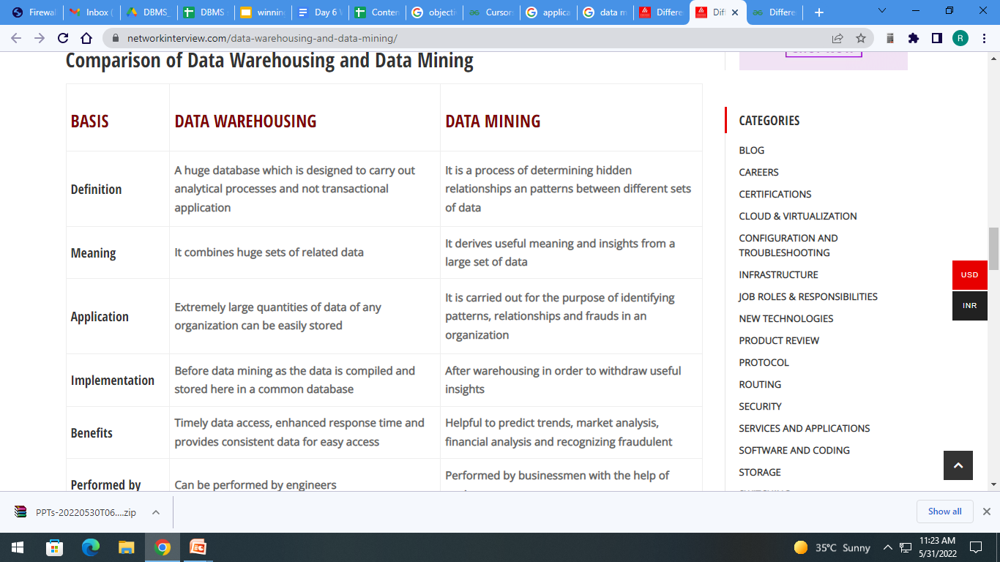 Firewal
Inbox (
DBMS_
DBMS
winning
Day 6 W
Conten
objecti
Cursor
applica
data m
Differe
Dif
Differe
networkinterview.com/data-warehousing-and-data-mining/
R
Comparison of Data Warehousing and Data Mining
BASIS
DATA WAREHOUSING
DATA MINING
Definition
A huge database which is designed to carry out
analytical processes and not transactional
application
It is a process of determining hidden
relationships an patterns between different sets
of data
Meaning
It combines huge sets of related data
It derives useful meaning and insights from a
large set of data
Application
Extremely large quantities of data of any
organization can be easily stored
It is carried out for the purpose of identifying
patterns, relationships and frauds in an
organization
Implementation
Before data mining as the data is compiled and
stored here in a common database
After warehousing in order to withdraw useful
insights
Benefits
Timely data access, enhanced response time and
provides consistent data for easy access
Helpful to predict trends, market analysis,
financial analysis and recognizing fraudulent
Performed by
Can be performed by engineers
Performed by businessmen with the help of
CATEGORIES
BLOG
CAREERS
CERTIFICATIONS
CLOUD & VIRTUALIZATION
CONFIGURATION AND
TROUBLESHOOTING
INFRASTRUCTURE
JOB ROLES & RESPONSIBILITIES
NEW TECHNOLOGIES
PRODUCT REVIEW
PROTOCOL
ROUTING
SECURITY
SERVICES AND APPLICATIONS
SOFTWARE AND CODING
STORAGE
USD
INR
PPTs-20220530T06....zip
Show all
35°C Sunny
11:23 AM
5/31/2022